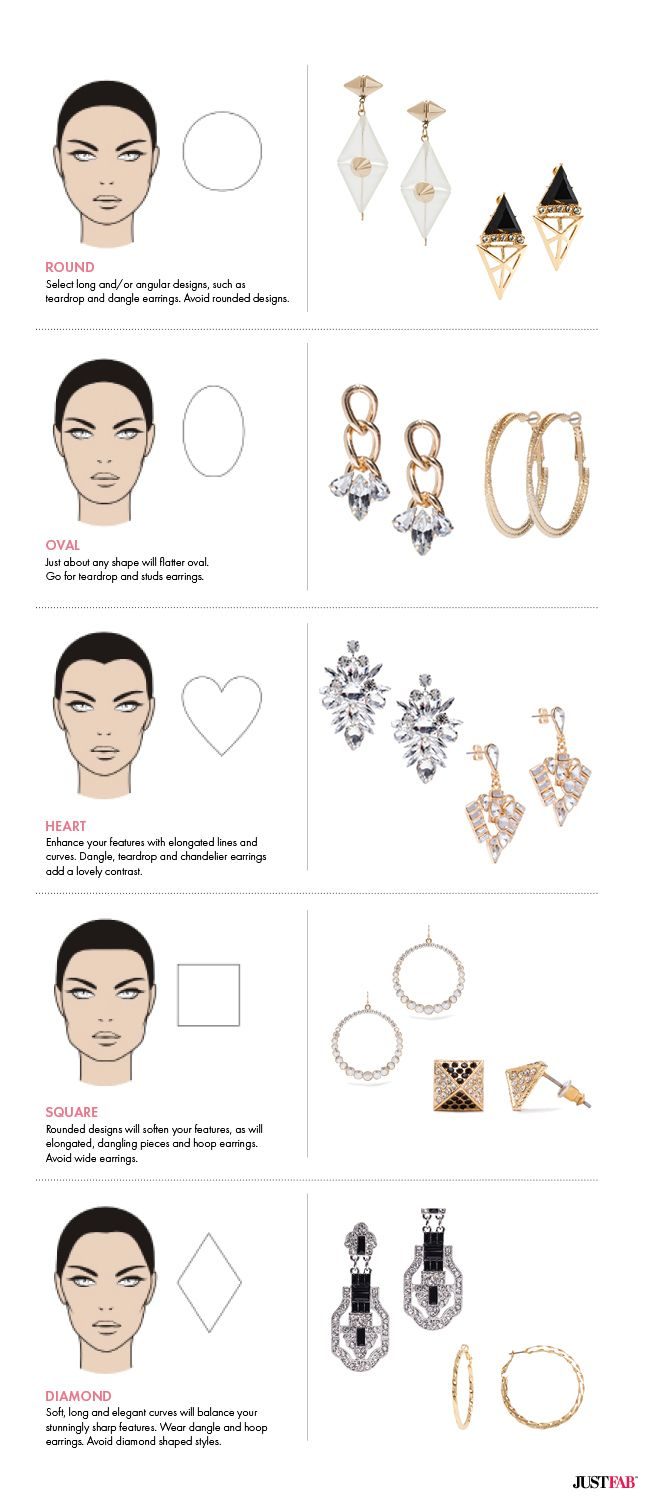 ROUND
Select long and/or angular designs, such as
teardrop and dangle earrings. Avoid rounded designs.
OVAL
Just about any shape will flatter oval.
Go for teardrop and studs earrings.
HEART
Enhance your features with elongated lines and
curves. Dangle, teardrop and chandelier earrings
add a lovely contrast.
SQUARE
Rounded designs will soften your features, as will
elongated, dangling pieces and hoop earrings.
Avoid wide earrings.
DIAMOND
Soft, long and elegant curves will balance your
stunningly sharp features. Wear dangle and hoop
earrings. Avoid diamond shaped styles.
JUSTFAB